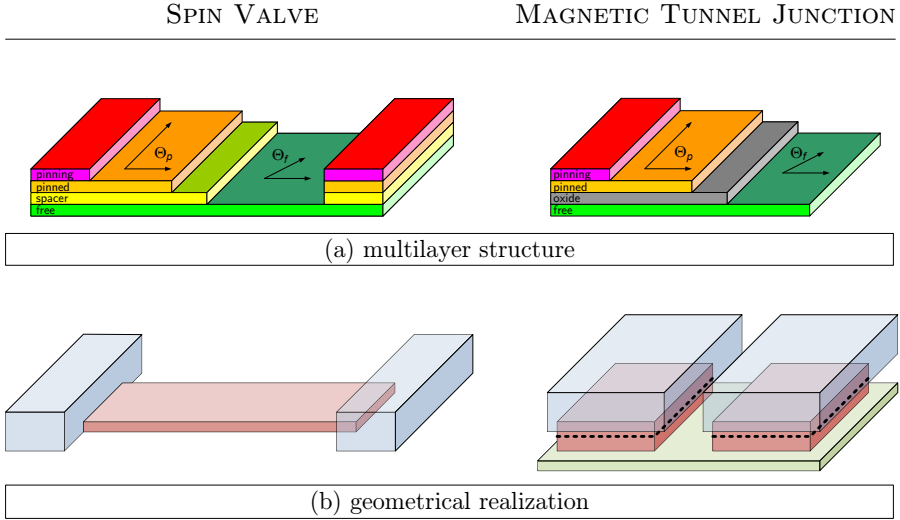 SPIN VALVE
MAGNETIC TUNNEL JUNCTION
Θp
Θf
pinning
pinned
spacer
free
Θp
Θf
pinning
pinned
oxide
free
(a) multilayer structure
(b) geometrical realization